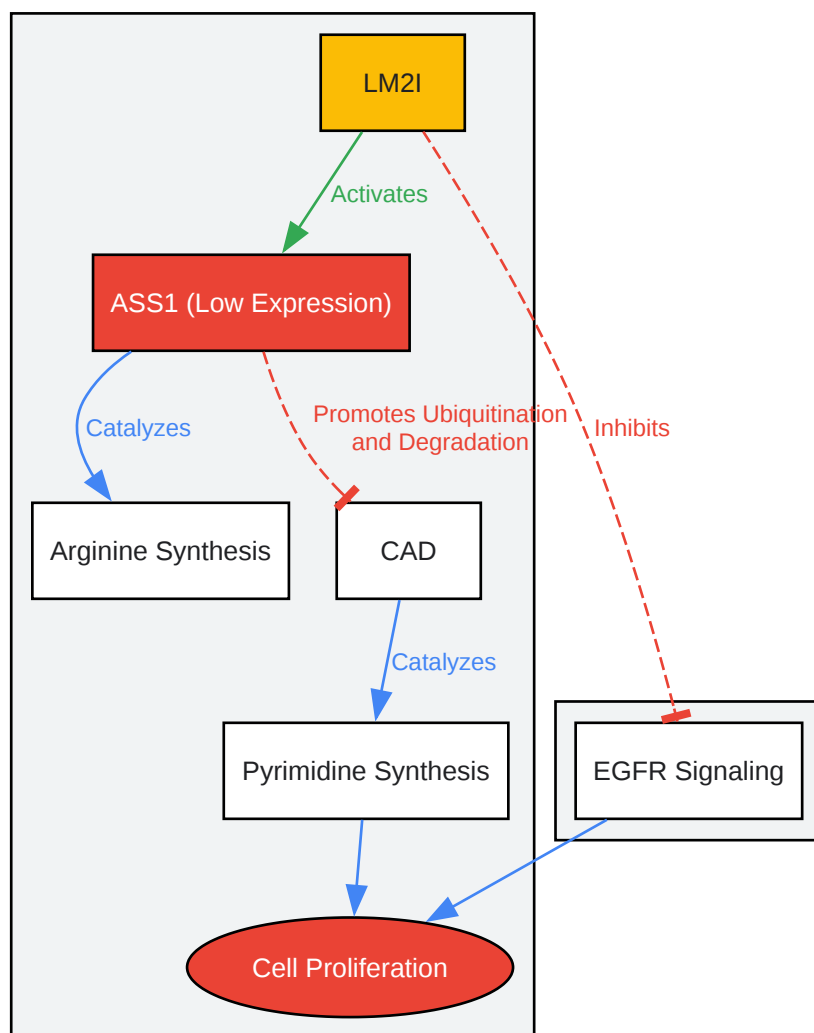 LM2I
Activates
ASS1 (Low Expression)
Catalyzes
Promotes Ubiquitination
and Degradation
Inhibits
Arginine Synthesis
CAD
Catalyzes
Pyrimidine Synthesis
EGFR Signaling
Cell Proliferation